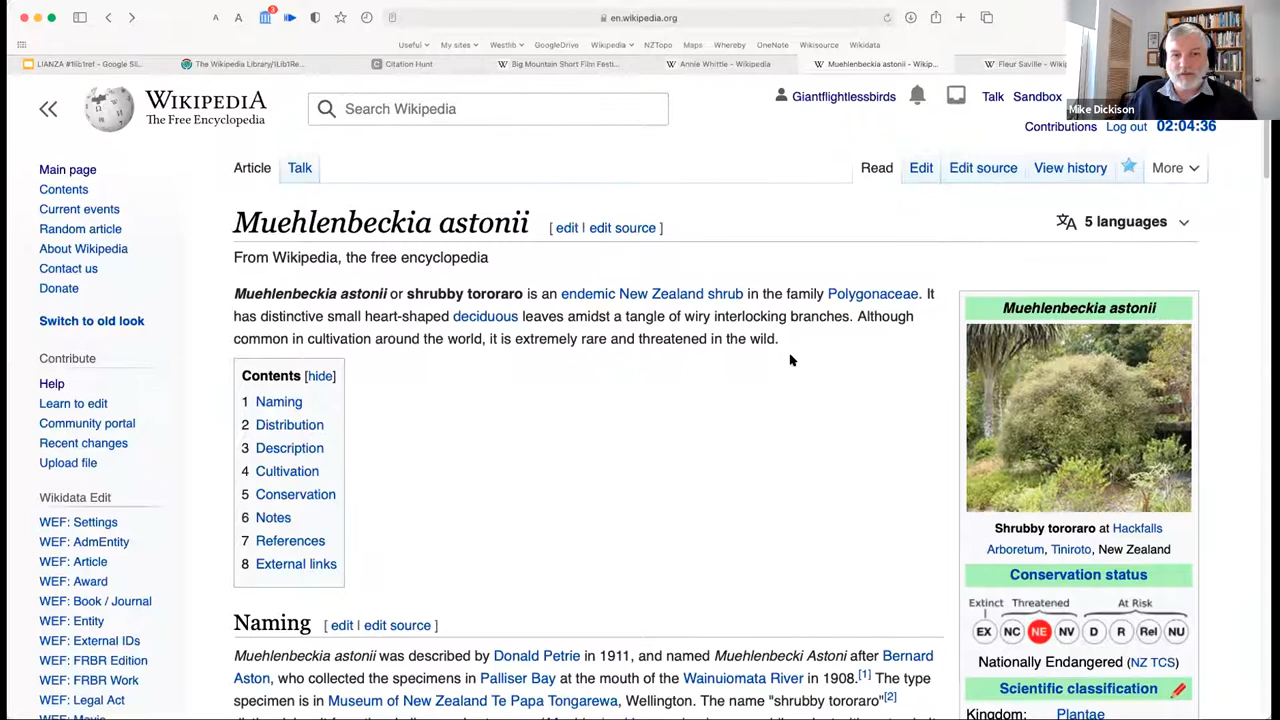 3
en.wikipedia.org
Useful My sites Westlib GoogleDrive Wikipedia NZTopo Maps Whereby OneNote Wikisource Wikidata
LIANZA #1lib1ref - Google Sl... The Wikipedia Library/1Lib1Re... Citation Hunt Big Mountain Short Film Festi... Annie Whittle - Wikipedia Muehlenbeckia astonii - Wikip... Fleur Saville - Wikip
Mike Dickison
WIKIPEDIA
The Free Encyclopedia
Search Wikipedia
Giantflightlessbirds Talk Sandbox
Contributions Log out 02:04:36
Main page
Contents
Current events
Random article
About Wikipedia
Contact us
Donate
Switch to old look
Contribute
Help
Learn to edit
Community portal
Recent changes
Upload file
Wikidata Edit
WEF: Settings
WEF: AdmEntity
WEF: Article
WEF: Award
WEF: Book / Journal
WEF: Entity
WEF: External IDs
WEF: FRBR Edition
WEF: FRBR Work
WEF: Legal Act
Article Talk Read Edit Edit source View history More
Muehlenbeckia astonii [ edit | edit source ] 5 languages
From Wikipedia, the free encyclopedia
Muehlenbeckia astonii or shrubby tororaro is an endemic New Zealand shrub in the family Polygonaceae. It
has distinctive small heart-shaped deciduous leaves amidst a tangle of wiry interlocking branches. Although
common in cultivation around the world, it is extremely rare and threatened in the wild.
Contents [hide]
1 Naming
2 Distribution
3 Description
4 Cultivation
5 Conservation
6 Notes
7 References
8 External links
Naming [ edit | edit source ]
Muehlenbeckia astonii was described by Donald Petrie in 1911, and named Muehlenbecki Astoni after Bernard
Aston, who collected the specimens in Palliser Bay at the mouth of the Wainuiomata River in 1908.[1] The type
specimen is in Museum of New Zealand Te Papa Tongarewa, Wellington. The name "shrubby tororaro"[2]
Muehlenbeckia astonii
Shrubby tororaro at Hackfalls
Arboretum, Tiniroto, New Zealand
Conservation status
Extinct Threatened At Risk
EX NC NE NV D R Rel NU
Nationally Endangered (NZ TCS)
Scientific classification
Kingdom: Plantae